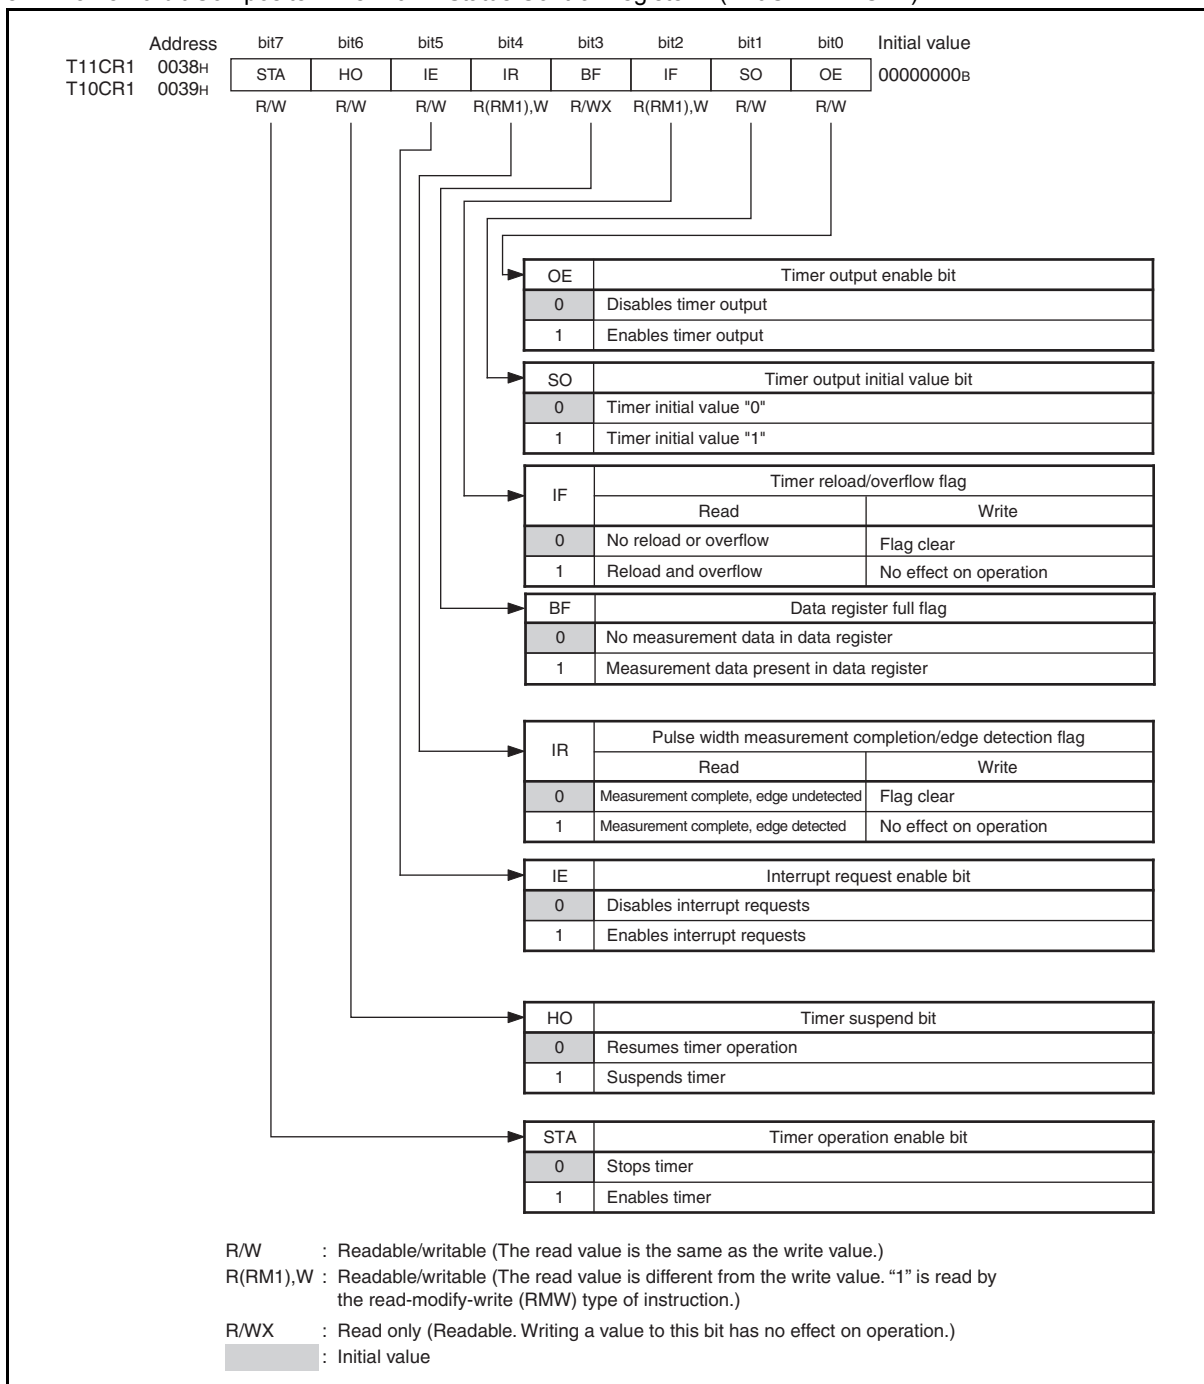 Address bit7 bit6 bit5 bit4 bit3 bit2 bit1 bit0 Initial value
T11CR1 0038H STA HO IE IR BF IF SO OE 00000000B
T10CR1 0039H
R/W R/W R/W R(RM1),W R/WX R(RM1),W R/W R/W
OE Timer output enable bit
0 Disables timer output
1 Enables timer output
SO Timer output initial value bit
0 Timer initial value "0"
1 Timer initial value "1"
IF Timer reload/overflow flag
Read Write
0 No reload or overflow Flag clear
1 Reload and overflow No effect on operation
BF Data register full flag
0 No measurement data in data register
1 Measurement data present in data register
IR Pulse width measurement completion/edge detection flag
Read Write
0 Measurement complete, edge undetected Flag clear
1 Measurement complete, edge detected No effect on operation
IE Interrupt request enable bit
0 Disables interrupt requests
1 Enables interrupt requests
HO Timer suspend bit
0 Resumes timer operation
1 Suspends timer
STA Timer operation enable bit
0 Stops timer
1 Enables timer
R/W : Readable/writable (The read value is the same as the write value.)
R(RM1),W : Readable/writable (The read value is different from the write value. “1” is read by
the read-modify-write (RMW) type of instruction.)
R/WX : Read only (Readable. Writing a value to this bit has no effect on operation.)
: Initial value